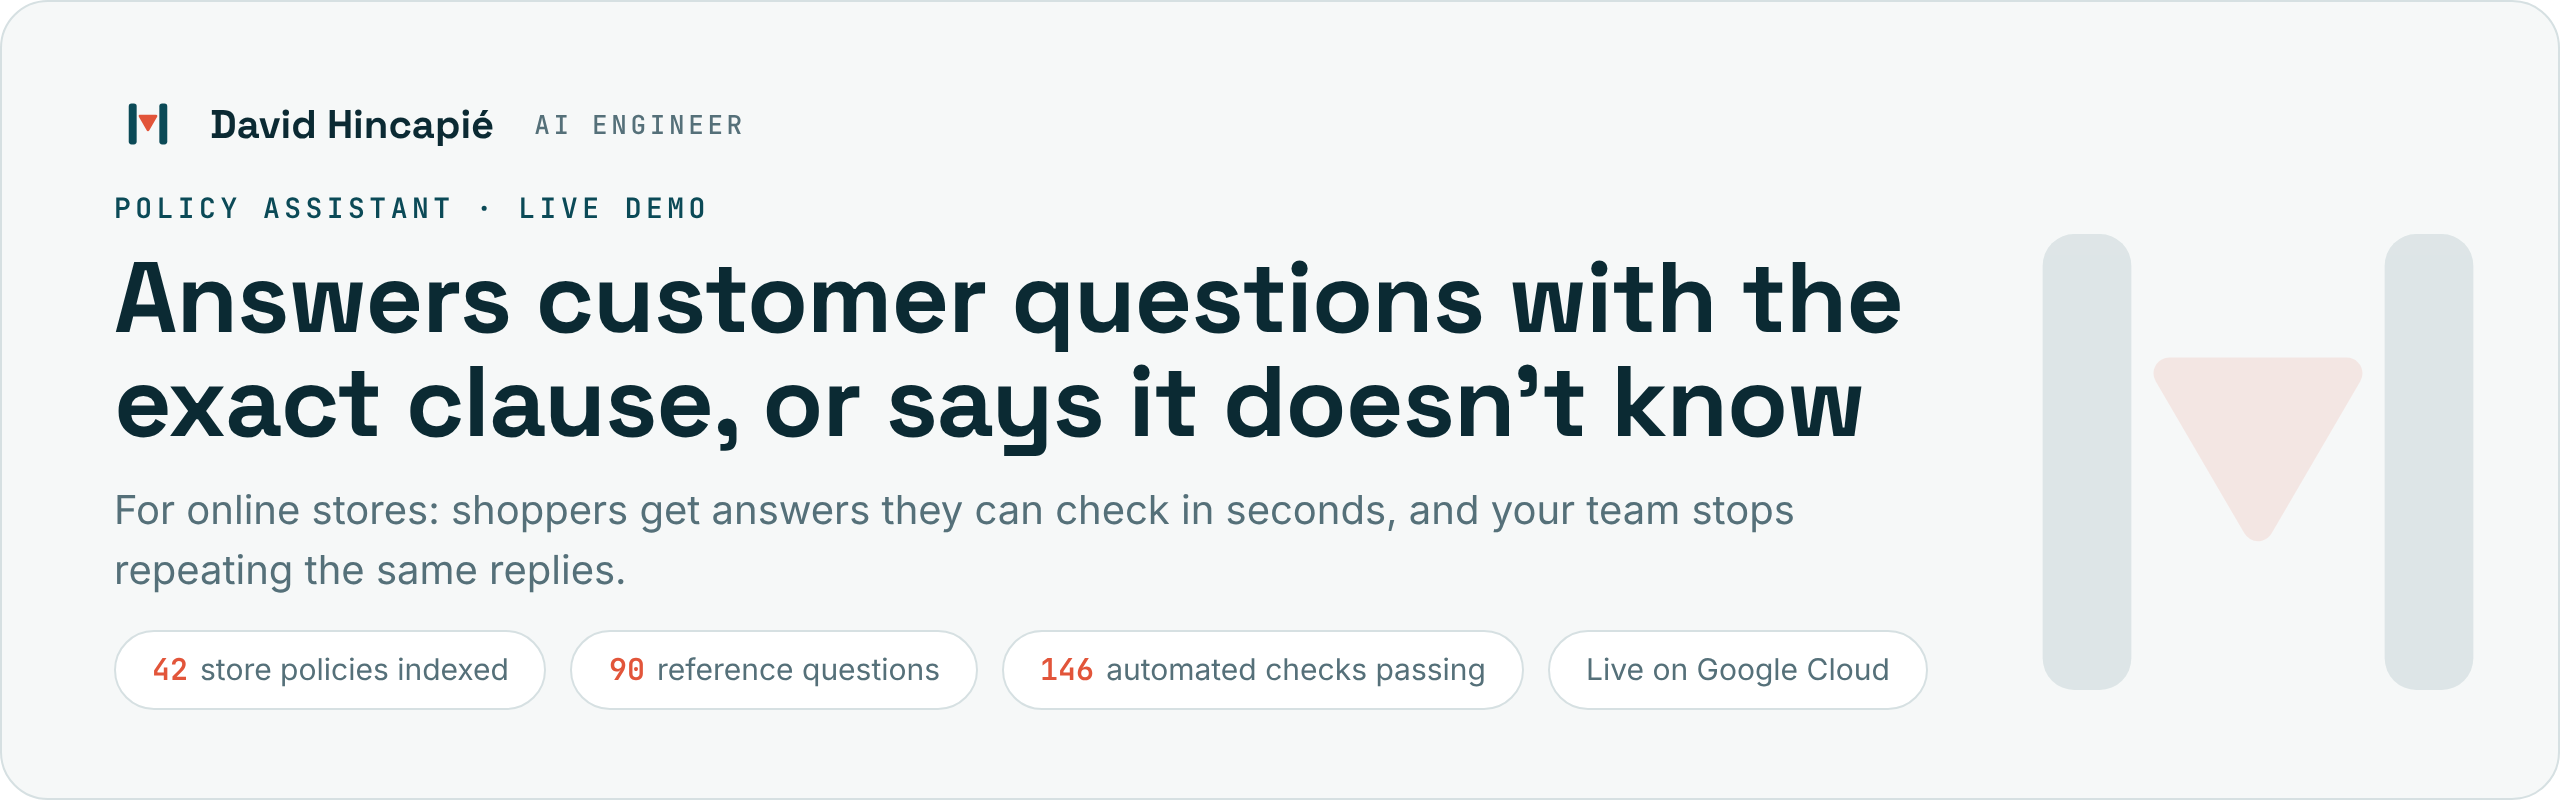 David Hincapié AI ENGINEER
POLICY ASSISTANT · LIVE DEMO
Answers customer questions with the
exact clause, or says it doesn’t know
For online stores: shoppers get answers they can check in seconds, and your team stops
repeating the same replies.
42 store policies indexed 90 reference questions 146 automated checks passing Live on Google Cloud